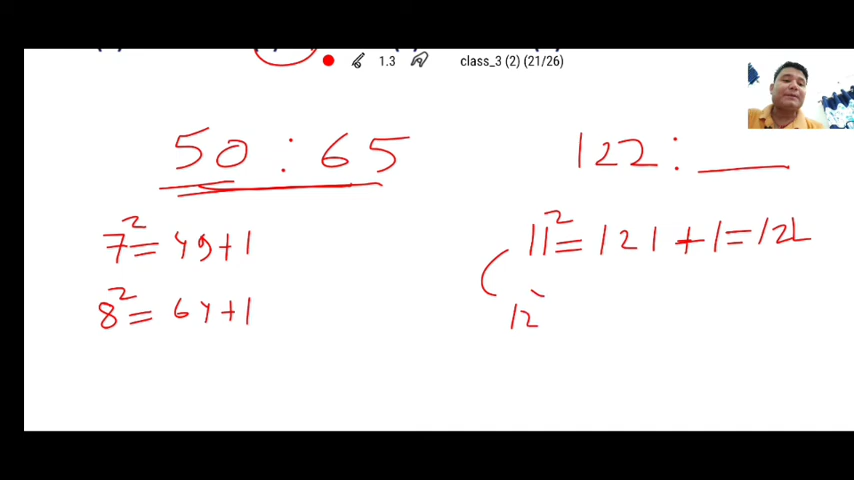 1.3 class_3 (2) (21/26)
50 : 65
122 : ___
7² = 49+1
11² = 121 + 1 = 122
8² = 64+1
12